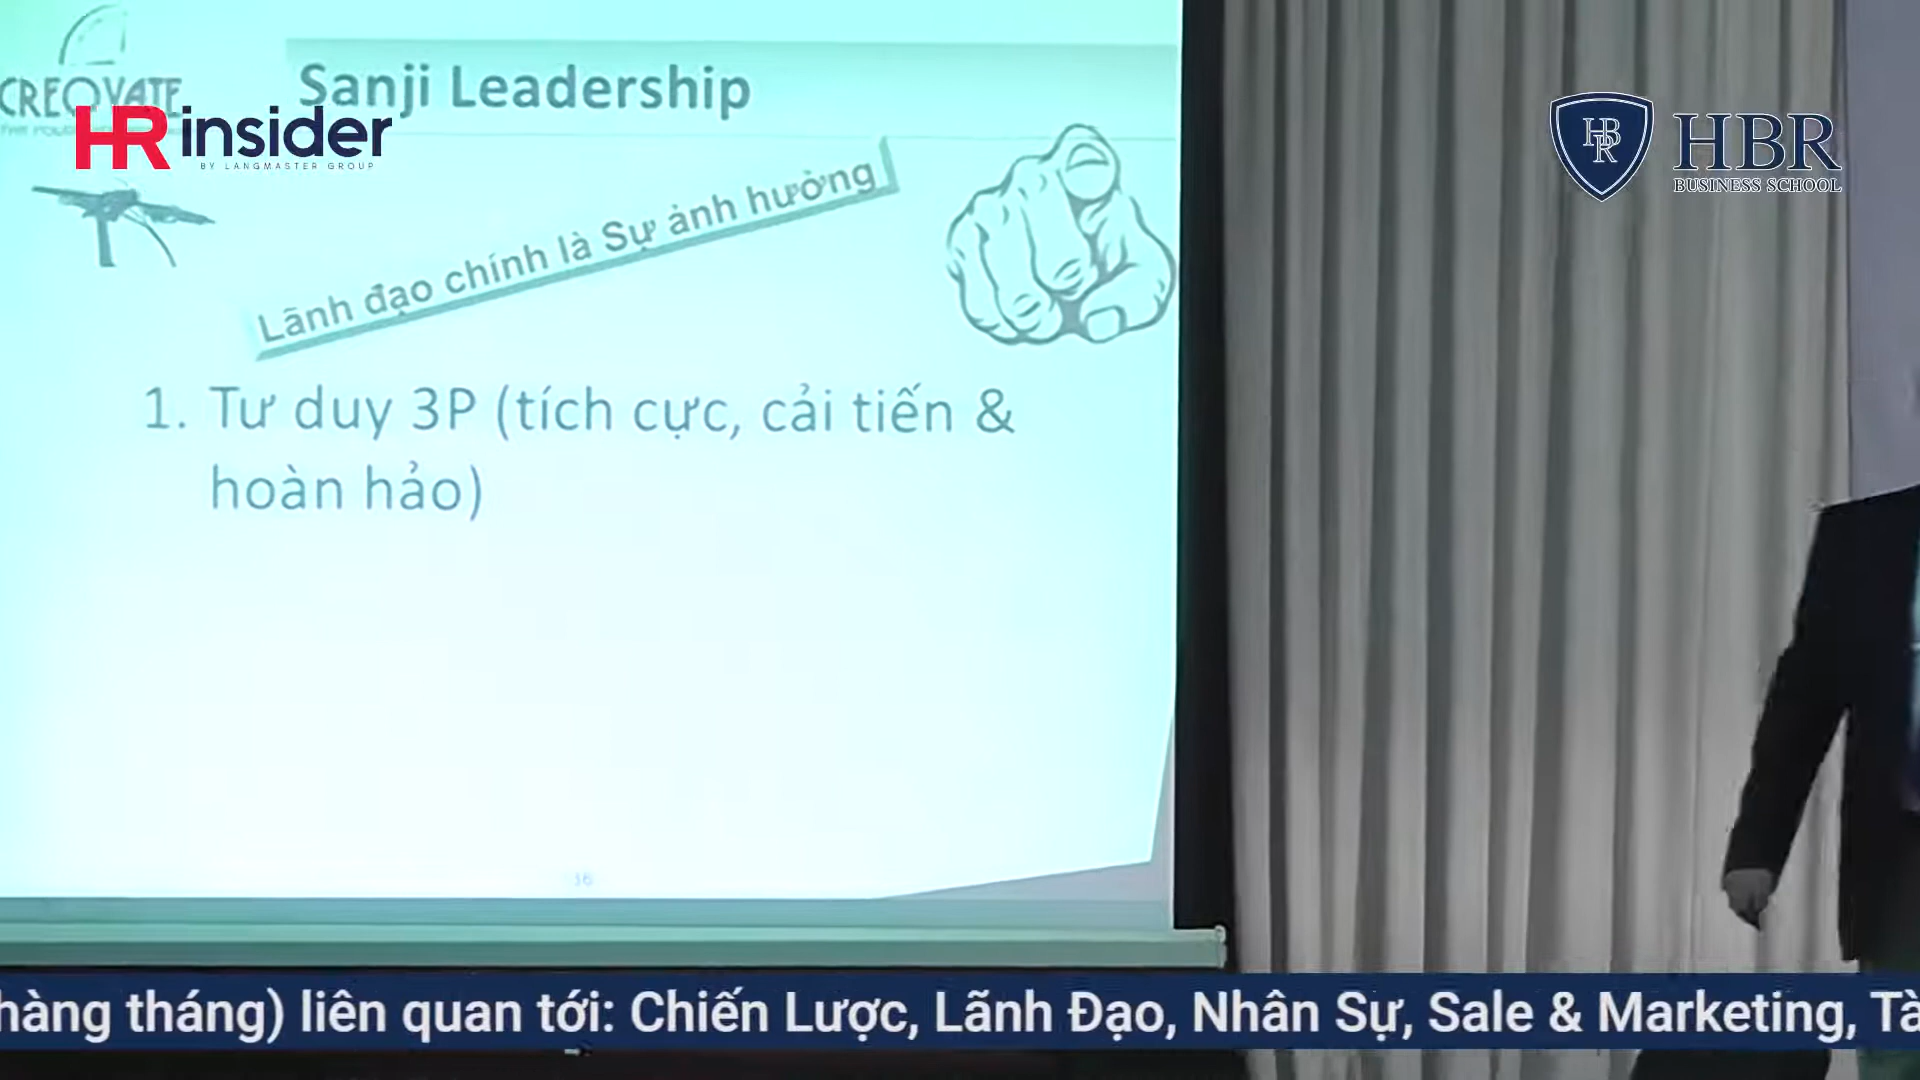 CREOVATE
Sanji Leadership
HR insider
BY LANGMASTER GROUP
HBR
BUSINESS SCHOOL
Lãnh đạo chính là Sự ảnh hưởng
1. Tư duy 3P (tích cực, cải tiến &
hoàn hảo)
36
hàng tháng) liên quan tới: Chiến Lược, Lãnh Đạo, Nhân Sự, Sale & Marketing, Tà